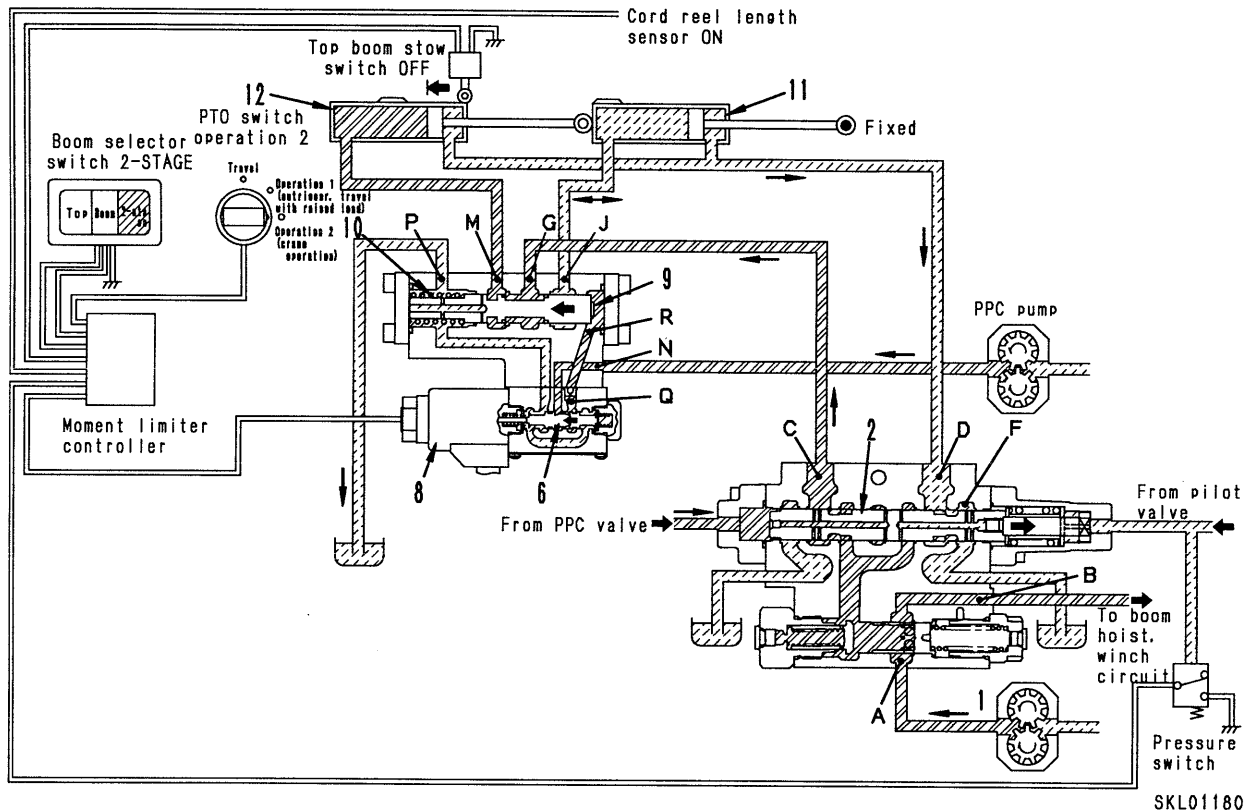 Cord reel length
sensor ON
Top boom stow
switch OFF
12
11
PTO switch
operation 2
Fixed
Boom selector
switch 2-STAGE
Travel
Operation 1
(outrigger, travel
with raised load)
Operation 2
(crane
operation)
Top
Boom
P
M
G
J
10
9
R
N
Q
PPC pump
Moment limiter
controller
8
6
C
2
D
F
From PPC valve
From pilot
valve
B
To boom
hoist,
winch
circuit
A
1
Pressure
switch
SKL01180